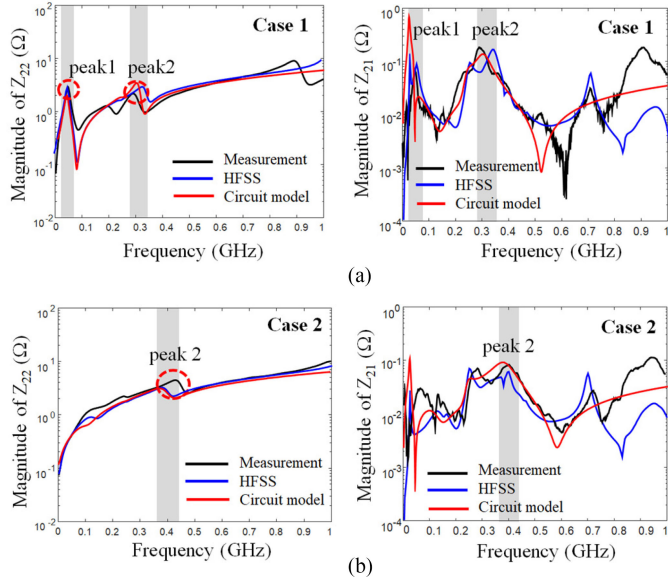 Case 1
peak1
peak2
Magnitude of Z22 (Ω)
10^2
10^1
10^0
10^-1
10^-2
Measurement
HFSS
Circuit model
0
0.1
0.2
0.3
0.4
0.5
0.6
0.7
0.8
0.9
1
Frequency (GHz)
Case 1
peak1
peak2
Magnitude of Z21 (Ω)
10^1
10^0
10^-1
10^-2
10^-3
10^-4
Measurement
HFSS
Circuit model
0
0.1
0.2
0.3
0.4
0.5
0.6
0.7
0.8
0.9
1
Frequency (GHz)
(a)
Case 2
peak 2
Magnitude of Z22 (Ω)
10^2
10^1
10^0
10^-1
10^-2
Measurement
HFSS
Circuit model
0
0.1
0.2
0.3
0.4
0.5
0.6
0.7
0.8
0.9
1
Frequency (GHz)
Case 2
peak 2
Magnitude of Z21 (Ω)
10^1
10^0
10^-1
10^-2
10^-3
10^-4
Measurement
HFSS
Circuit model
0
0.1
0.2
0.3
0.4
0.5
0.6
0.7
0.8
0.9
1
Frequency (GHz)
(b)